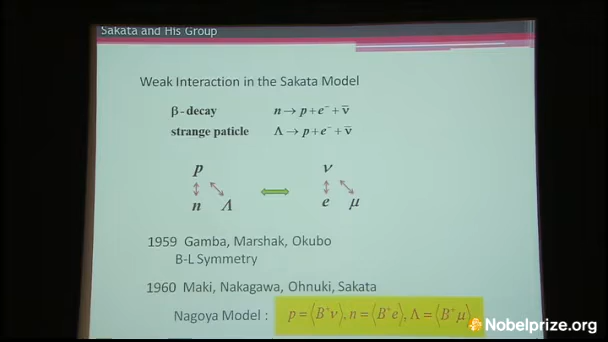 Sakata and His Group
Weak Interaction in the Sakata Model
β - decay n → p + e⁻ + ν̄
strange paticle Λ → p + e⁻ + ν̄
p ν
n Λ e μ
1959 Gamba, Marshak, Okubo
B-L Symmetry
1960 Maki, Nakagawa, Ohnuki, Sakata
Nagoya Model : p = ⟨B⁺ν⟩, n = ⟨B⁺e⟩, Λ = ⟨B⁺μ⟩
Nobelprize.org